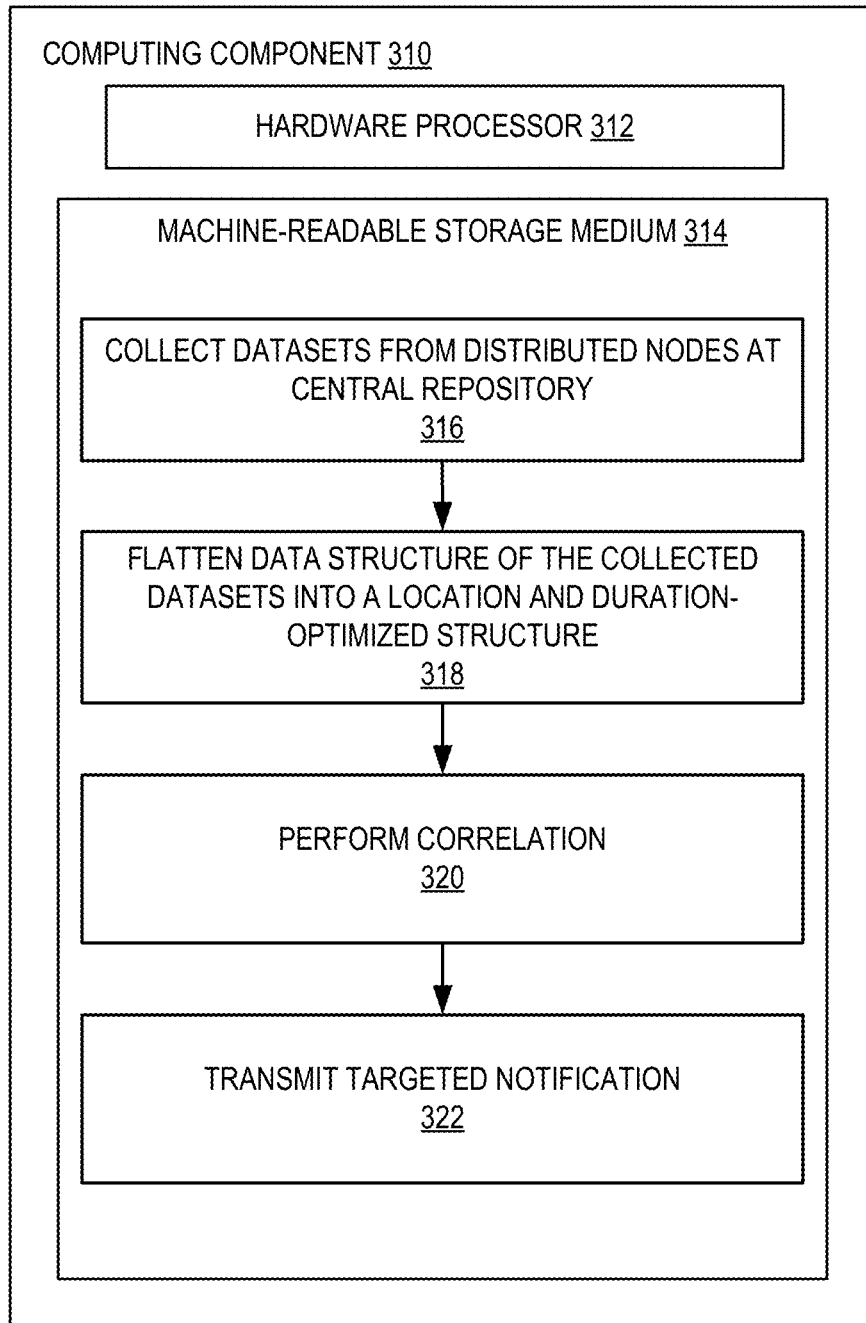 COMPUTING COMPONENT 310
HARDWARE PROCESSOR 312
MACHINE-READABLE STORAGE MEDIUM 314
COLLECT DATASETS FROM DISTRIBUTED NODES AT
CENTRAL REPOSITORY
316
FLATTEN DATA STRUCTURE OF THE COLLECTED
DATASETS INTO A LOCATION AND DURATION-
OPTIMIZED STRUCTURE
318
PERFORM CORRELATION
320
TRANSMIT TARGETED NOTIFICATION
322